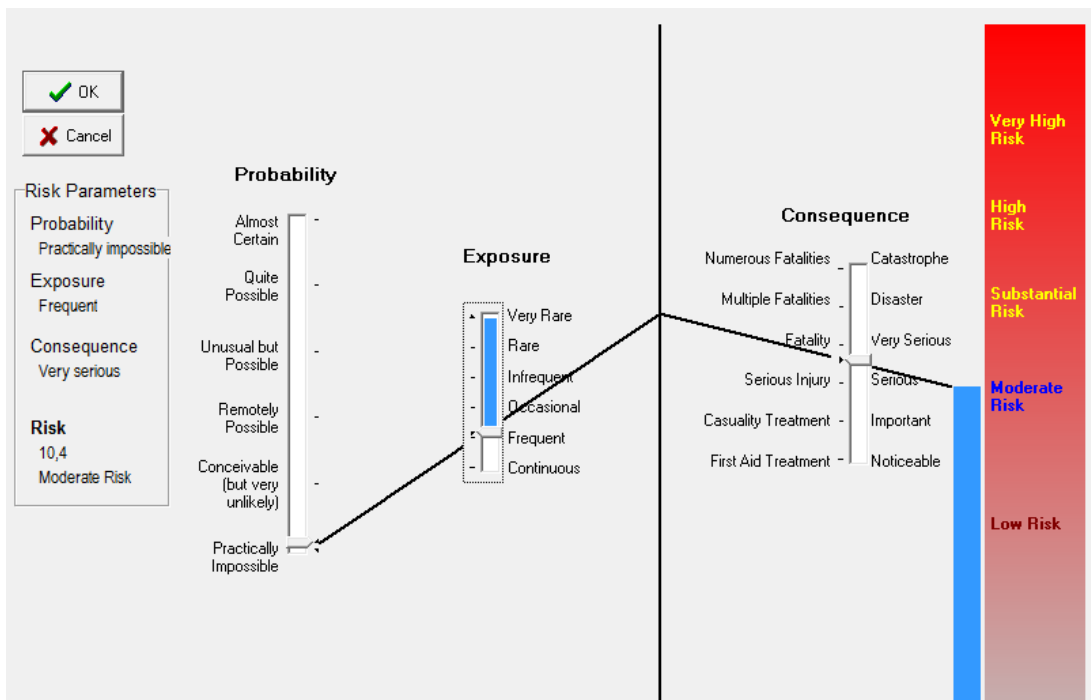 OK
Cancel
Risk Parameters
Probability
Practically impossible
Exposure
Frequent
Consequence
Very serious
Risk
10,4
Moderate Risk
Probability
Almost
Certain
Quite
Possible
Unusual but
Possible
Remotely
Possible
Conceivable
(but very
unlikely)
Practically
Impossible
Exposure
Very Rare
Rare
Infrequent
Occasional
Frequent
Continuous
Consequence
Numerous Fatalities
Catastrophe
Multiple Fatalities
Disaster
Fatality
Very Serious
Serious Injury
Serious
Casuality Treatment
Important
First Aid Treatment
Noticeable
Very High
Risk
High
Risk
Substantial
Risk
Moderate
Risk
Low Risk